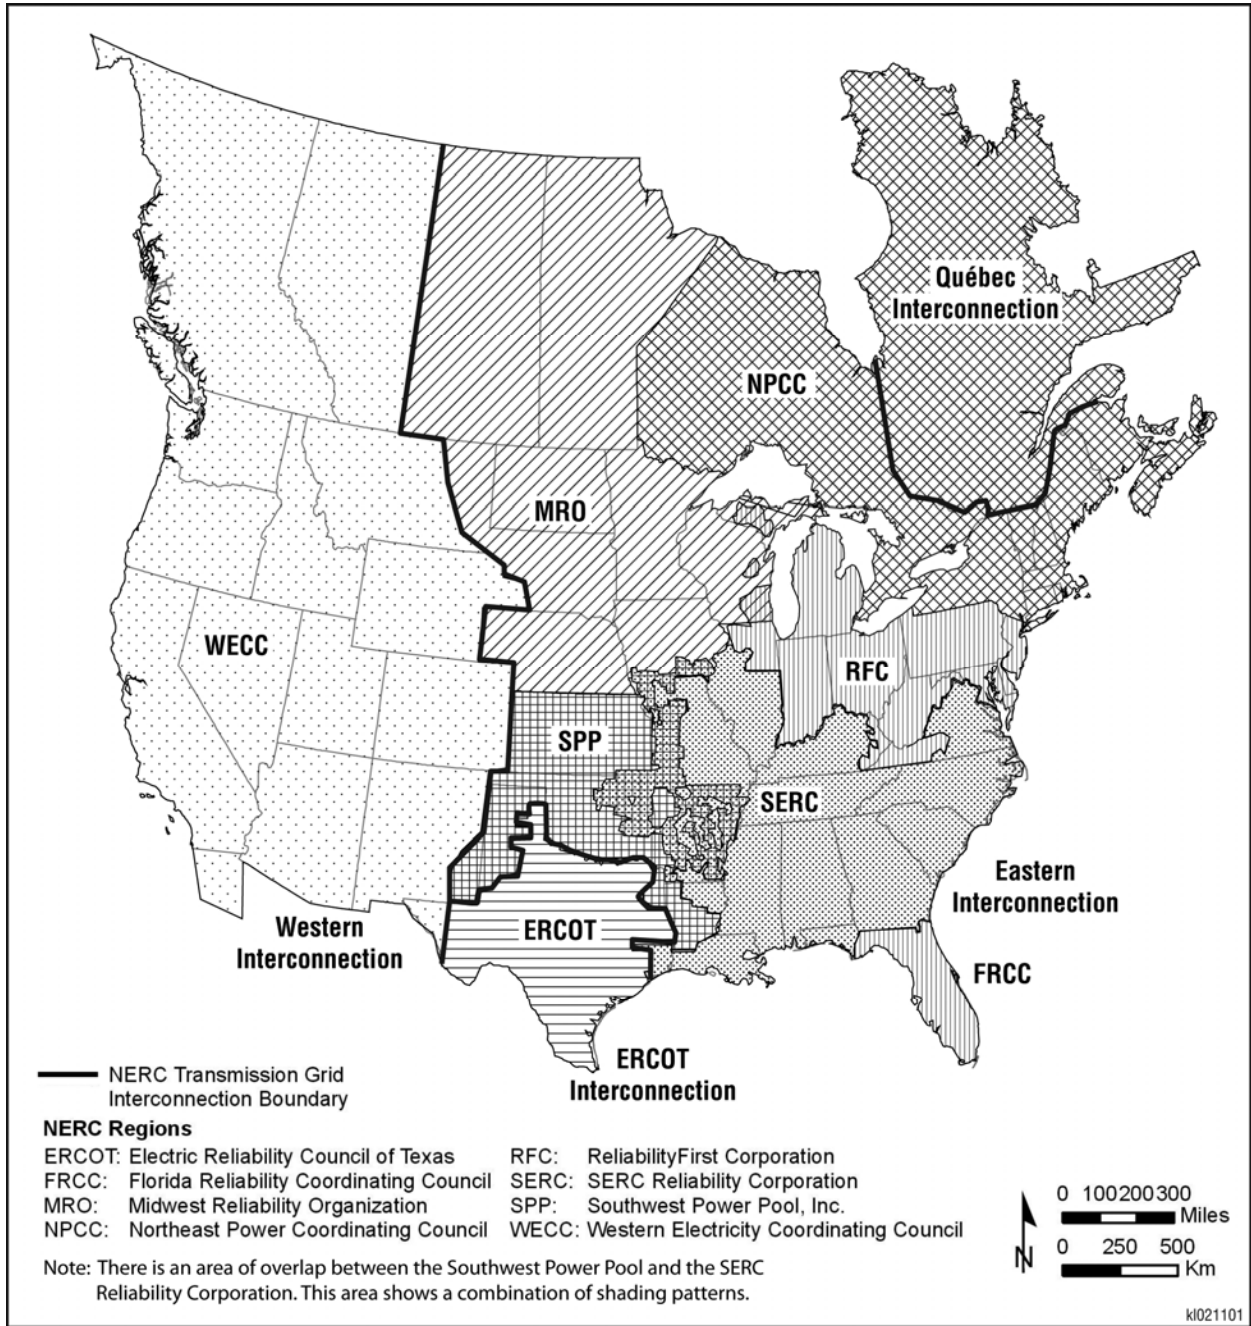 Québec
Interconnection
NPCC
MRO
WECC
RFC
SPP
SERC
Eastern
Interconnection
Western
Interconnection
ERCOT
FRCC
ERCOT
Interconnection
NERC Transmission Grid
Interconnection Boundary
NERC Regions
ERCOT: Electric Reliability Council of Texas
FRCC: Florida Reliability Coordinating Council
MRO: Midwest Reliability Organization
NPCC: Northeast Power Coordinating Council
RFC: ReliabilityFirst Corporation
SERC: SERC Reliability Corporation
SPP: Southwest Power Pool, Inc.
WECC: Western Electricity Coordinating Council
Note: There is an area of overlap between the Southwest Power Pool and the SERC
Reliability Corporation. This area shows a combination of shading patterns.
N
0 100 200 300
Miles
0 250 500
Km
kl021101